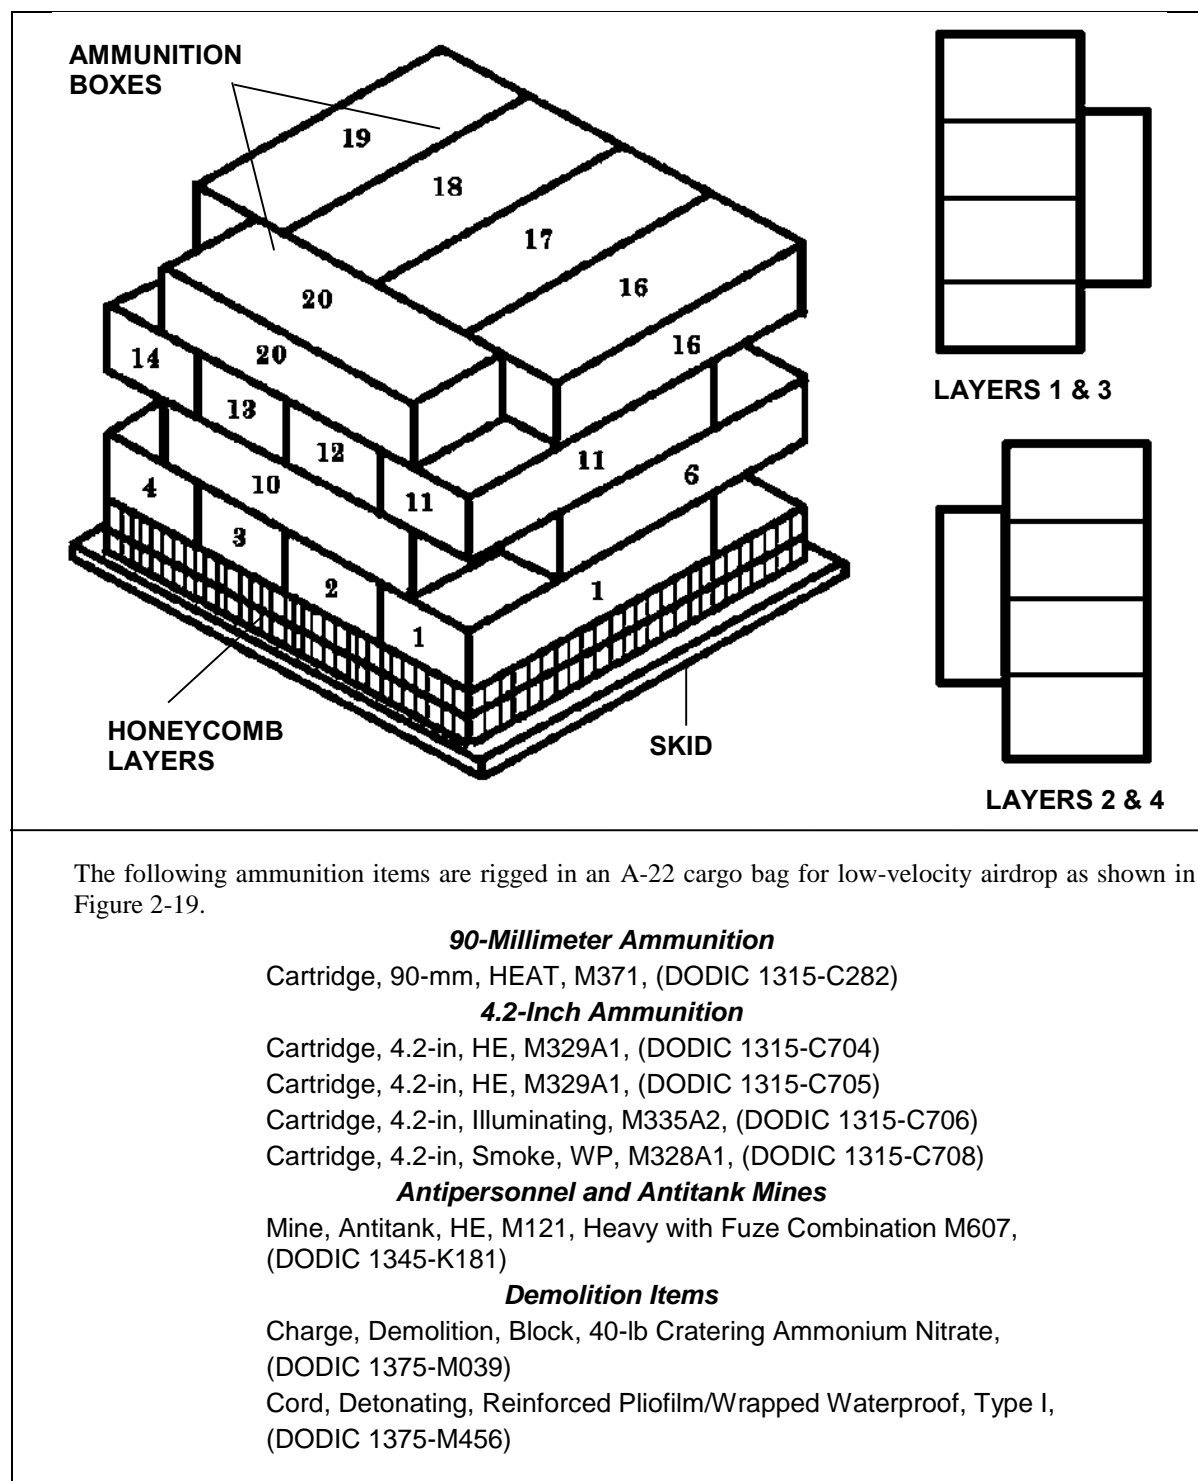 AMMUNITION
BOXES
19
18
17
16
20
16
20
14
13
12
11
11
10
6
4
3
2
1
1
HONEYCOMB
LAYERS
SKID
LAYERS 1 & 3
LAYERS 2 & 4
The following ammunition items are rigged in an A-22 cargo bag for low-velocity airdrop as shown in
Figure 2-19.
90-Millimeter Ammunition
Cartridge, 90-mm, HEAT, M371, (DODIC 1315-C282)
4.2-Inch Ammunition
Cartridge, 4.2-in, HE, M329A1, (DODIC 1315-C704)
Cartridge, 4.2-in, HE, M329A1, (DODIC 1315-C705)
Cartridge, 4.2-in, Illuminating, M335A2, (DODIC 1315-C706)
Cartridge, 4.2-in, Smoke, WP, M328A1, (DODIC 1315-C708)
Antipersonnel and Antitank Mines
Mine, Antitank, HE, M121, Heavy with Fuze Combination M607,
(DODIC 1345-K181)
Demolition Items
Charge, Demolition, Block, 40-lb Cratering Ammonium Nitrate,
(DODIC 1375-M039)
Cord, Detonating, Reinforced Pliofilm/Wrapped Waterproof, Type I,
(DODIC 1375-M456)